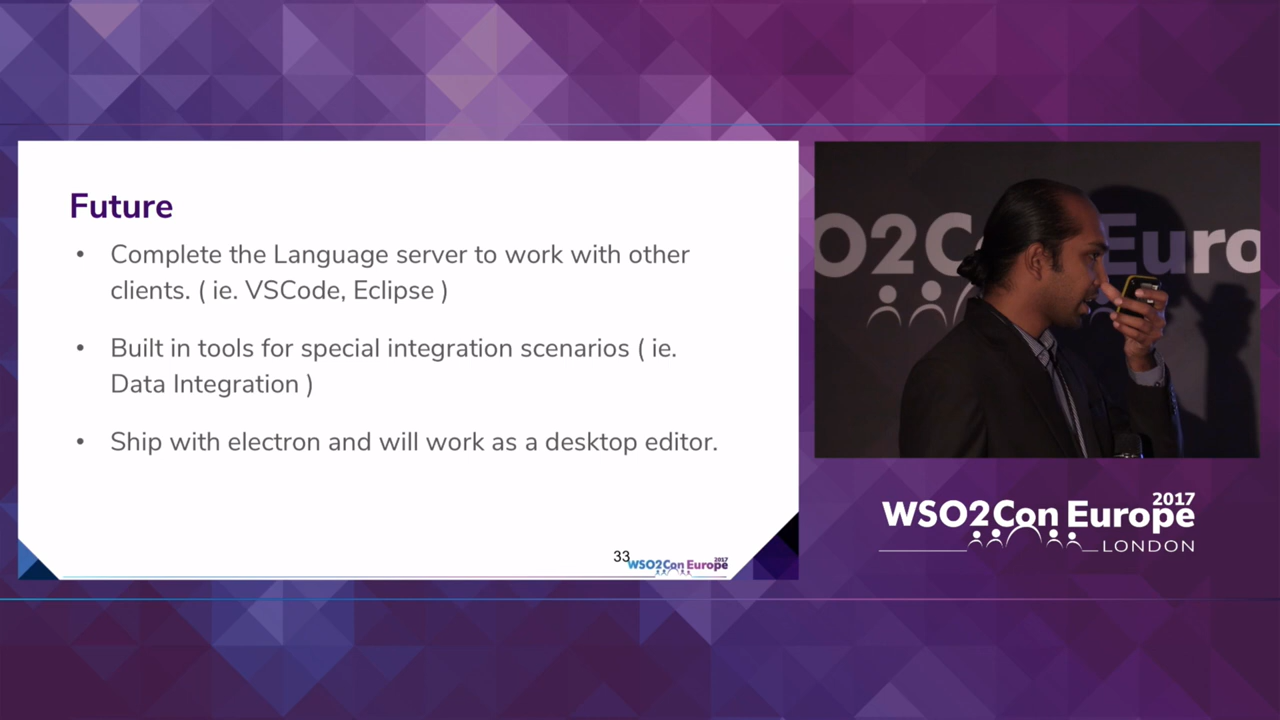 Future
• Complete the Language server to work with other
clients. ( ie. VSCode, Eclipse )
• Built in tools for special integration scenarios ( ie.
Data Integration )
• Ship with electron and will work as a desktop editor.
33
WSO2Con Europe 2017
O2Con Euro
2017
WSO2Con Europe
LONDON